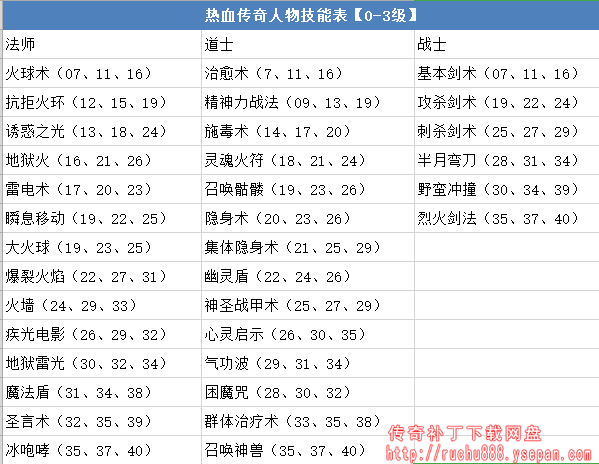 热血传奇人物技能表【0-3级】
法师 道士 战士
火球术（07、11、16） 治愈术（7、11、16） 基本剑术（07、11、16）
抗拒火环（12、15、19） 精神力战法（09、13、19） 攻杀剑术（19、22、24）
诱惑之光（13、18、24） 施毒术（14、17、20） 刺杀剑术（25、27、29）
地狱火（16、21、26） 灵魂火符（18、21、24） 半月弯刀（28、31、34）
雷电术（17、20、23） 召唤骷髅（19、23、26） 野蛮冲撞（30、34、39）
瞬息移动（19、22、25） 隐身术（20、23、26） 烈火剑法（35、37、40）
大火球（19、23、25） 集体隐身术（21、25、29）
爆裂火焰（22、27、31） 幽灵盾（22、24、26）
火墙（24、29、33） 神圣战甲术（25、27、29）
疾光电影（26、29、32） 心灵启示（26、30、35）
地狱雷光（30、32、34） 气功波（29、31、34）
魔法盾（31、34、38） 困魔咒（28、30、32）
圣言术（32、35、39） 群体治疗术（33、35、38）
冰咆哮（35、37、40） 召唤神兽（35、37、40）
传奇补丁下载网盘
http://ruchu888.ysepan.com